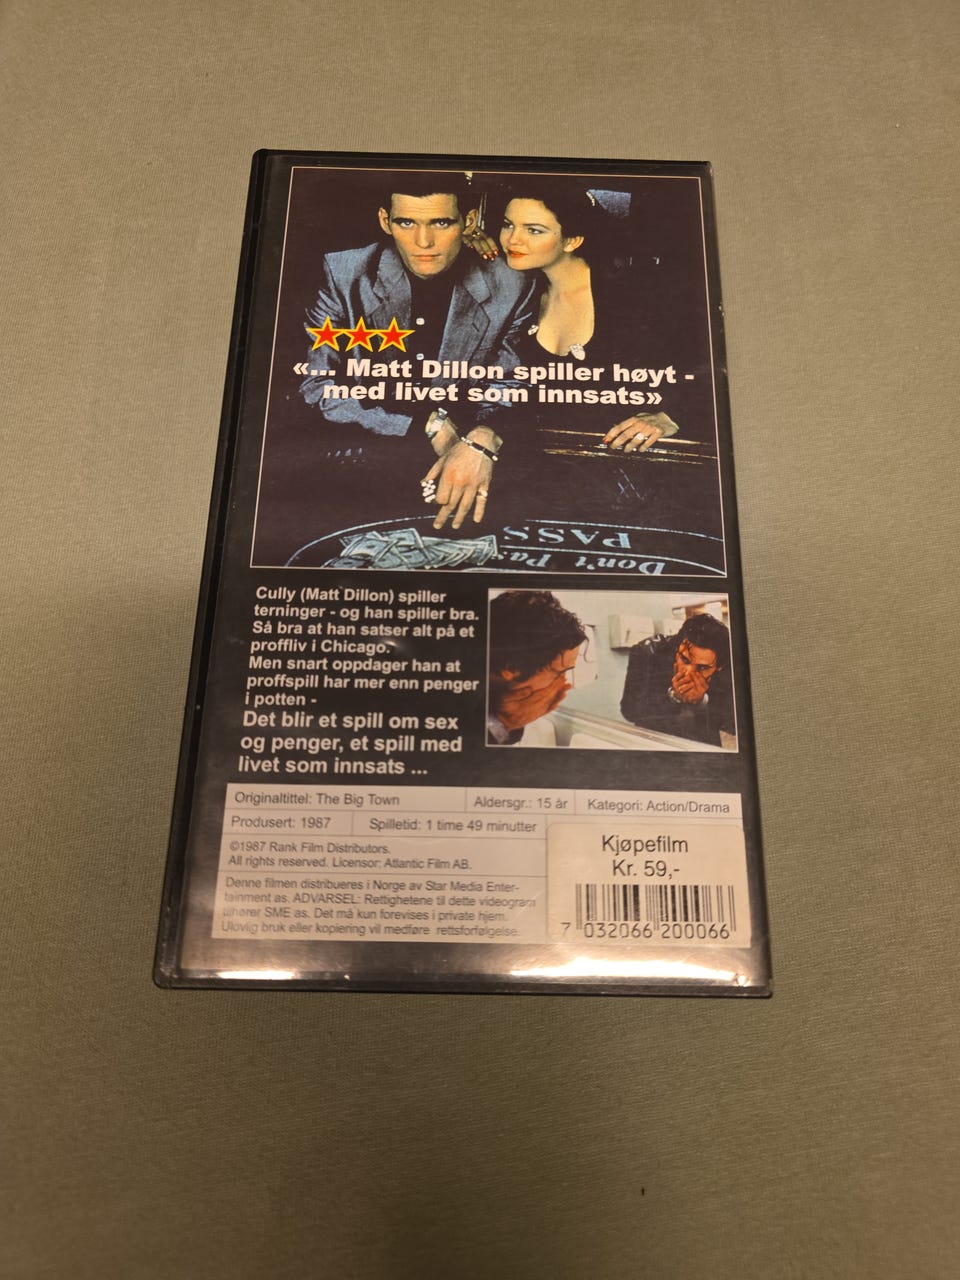 «... Matt Dillon spiller høyt -
med livet som innsats»
PASS
Don't Pass
Cully (Matt Dillon) spiller
terninger - og han spiller bra.
Så bra at han satser alt på et
proffliv i Chicago.
Men snart oppdager han at
proffspill har mer enn penger
i potten -
Det blir et spill om sex
og penger, et spill med
livet som innsats ...
Originaltittel: The Big Town
Aldersgr.: 15 år
Kategori: Action/Drama
Produsert: 1987
Spilletid: 1 time 49 minutter
©1987 Rank Film Distributors.
All rights reserved. Licensor: Atlantic Film AB.
Denne filmen distribueres i Norge av Star Media Enter-
tainment as. ADVARSEL: Rettighetene til dette videogram
tilhører SME as. Det må kun forevises i private hjem.
Ulovlig bruk eller kopiering vil medføre rettsforfølgelse.
Kjøpefilm
Kr. 59,-
7 032066 200066